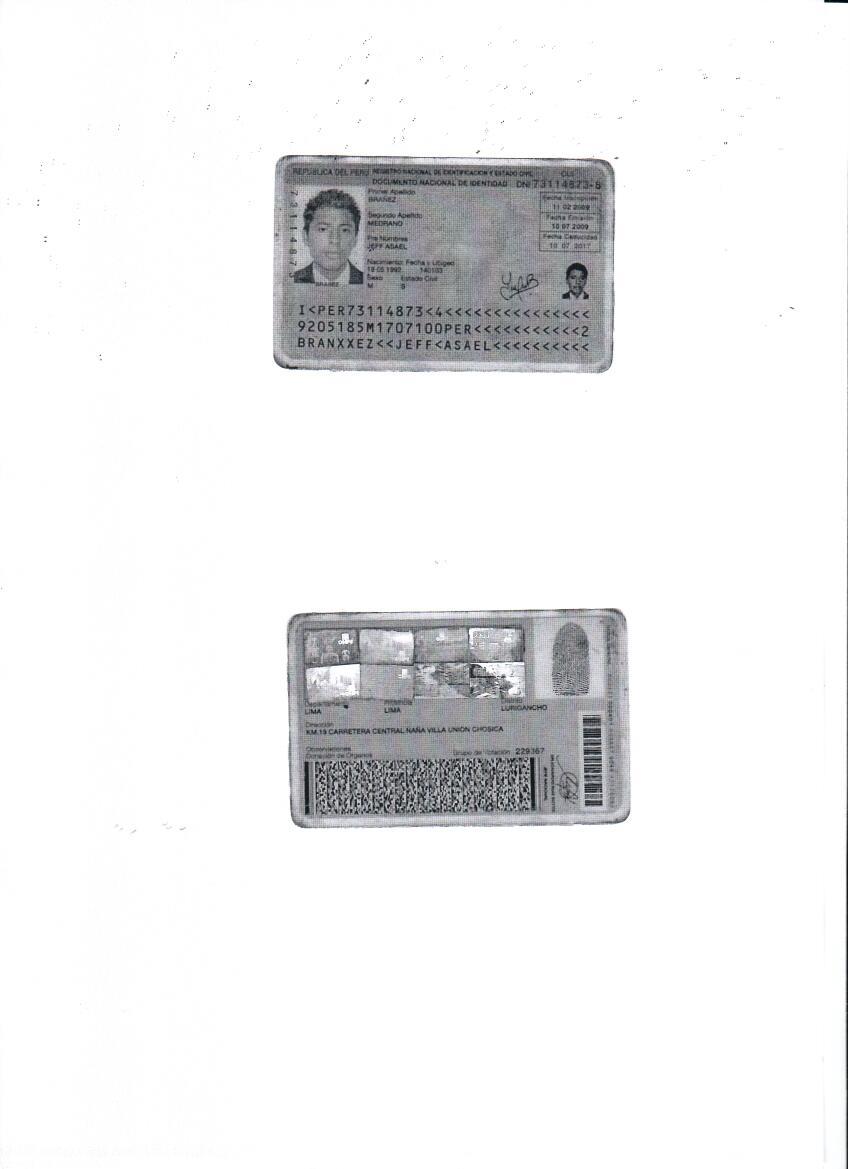 REPUBLICA DEL PERU REGISTRO NACIONAL DE IDENTIFICACION Y ESTADO CIVIL CUI
DOCUMENTO NACIONAL DE IDENTIDAD DNI 73114873-5
Primer Apellido
BRAÑEZ
Segundo Apellido
MEDRANO
Pre Nombres
JEFF ASAEL
Nacimiento: Fecha y Ubigeo
18 05 1992 140103
Sexo Estado Civil
M S
Fecha Inscripción
11 02 2009
Fecha Emisión
10 07 2009
Fecha Caducidad
10 07 2017
73114873
BRAÑEZ
I<PER73114873<4<<<<<<<<<<<<<<<
9205185M1707100PER<<<<<<<<<<<2
BRANXXEZ<<JEFF<ASAEL<<<<<<<<<<
Departamento Provincia Distrito
LIMA LIMA LURIGANCHO
Dirección
KM.19 CARRETERA CENTRAL ÑAÑA VILLA UNION CHOSICA
Observaciones
Donación de Organos
Grupo de Votación 229367